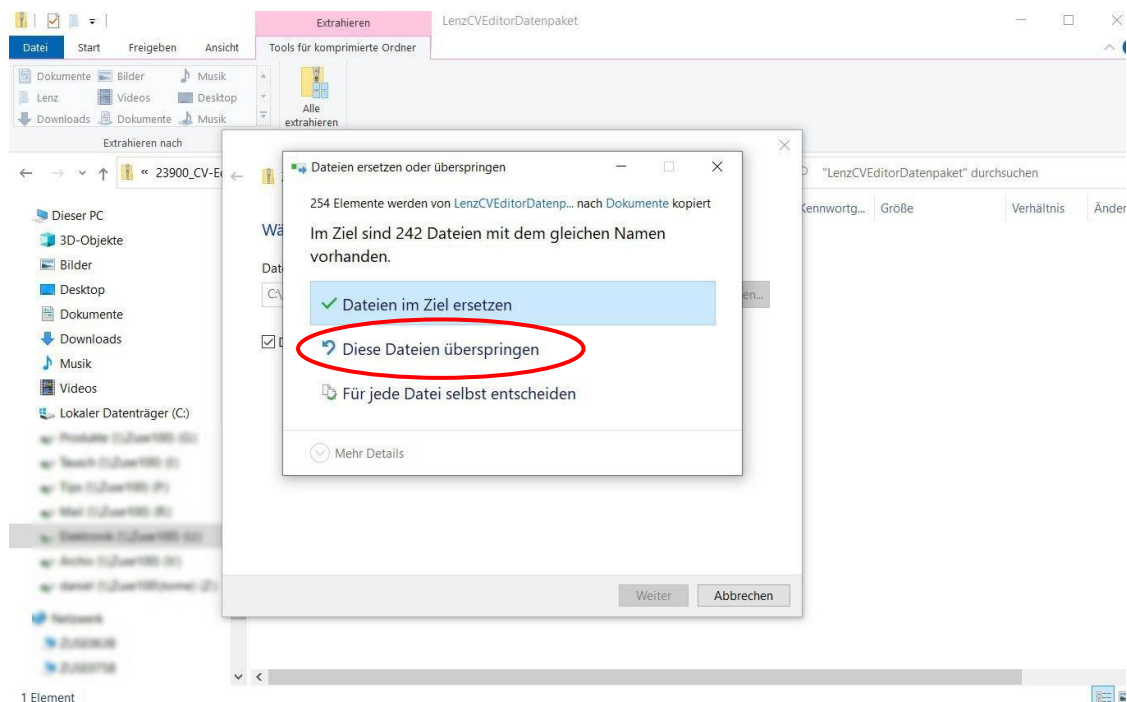 Extrahieren
LenzCVEditorDatenpaket
Datei Start Freigeben Ansicht Tools für komprimierte Ordner
Dokumente Bilder Musik
Lenz Videos Desktop
Downloads Dokumente Musik
Alle
extrahieren
Extrahieren nach
« 23900_CV-E
"LenzCVEditorDatenpaket" durchsuchen
Kennwortg... Größe Verhältnis Änder
Dieser PC
3D-Objekte
Bilder
Desktop
Dokumente
Downloads
Musik
Videos
Lokaler Datenträger (C:)
Wä
Dat
C:\
en...
Dateien ersetzen oder überspringen
254 Elemente werden von LenzCVEditorDatenp... nach Dokumente kopiert
Im Ziel sind 242 Dateien mit dem gleichen Namen
vorhanden.
Dateien im Ziel ersetzen
Diese Dateien überspringen
Für jede Datei selbst entscheiden
Mehr Details
Weiter Abbrechen
1 Element